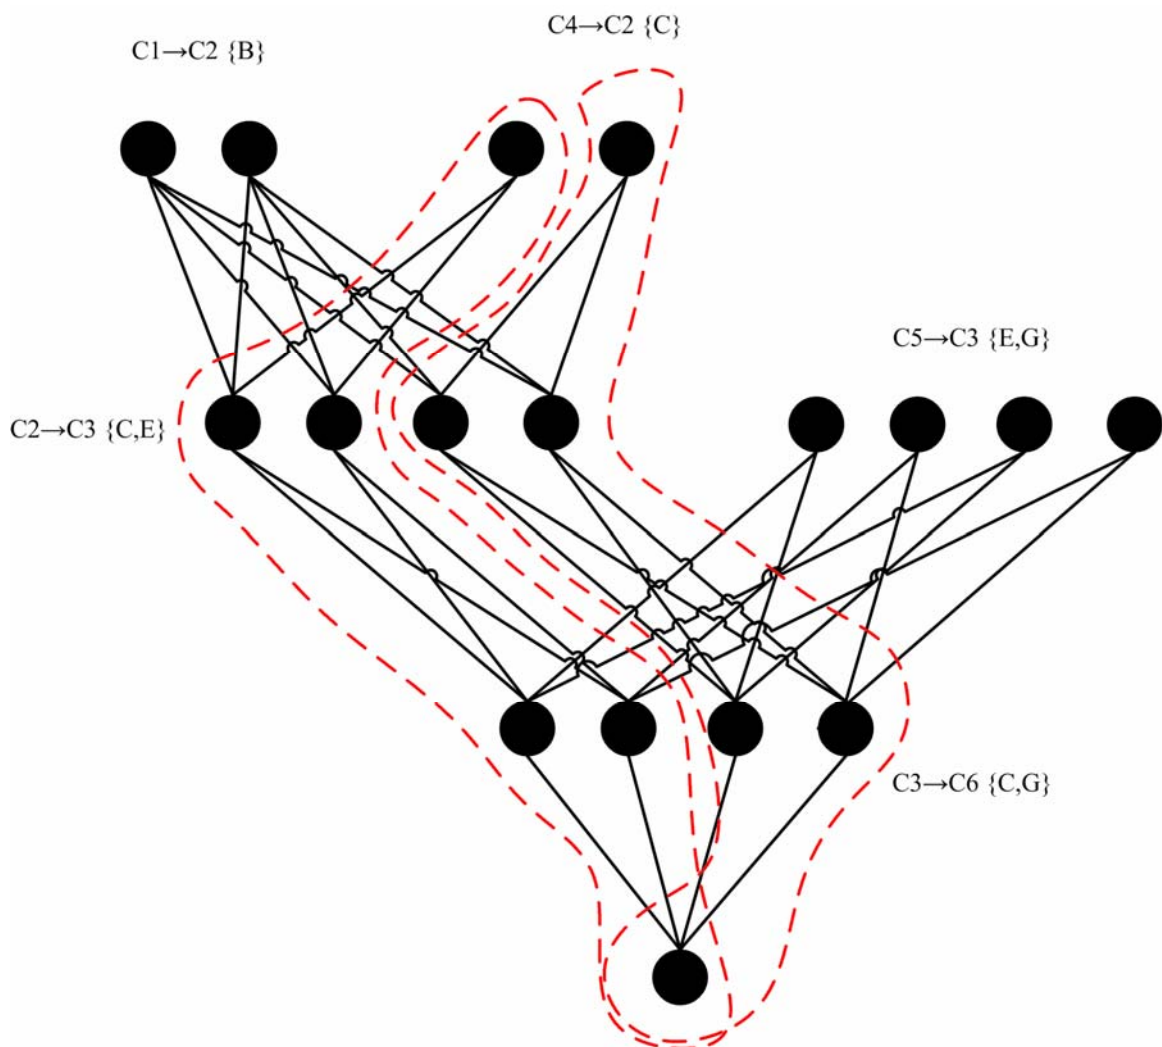 C1→C2 {B}
C4→C2 {C}
C5→C3 {E,G}
C2→C3 {C,E}
C3→C6 {C,G}